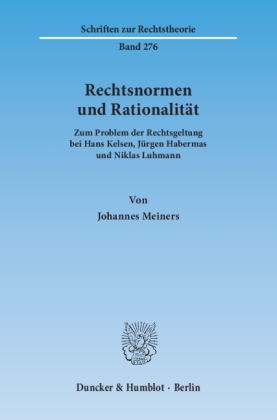 Schriften zur Rechtstheorie
Band 276
Rechtsnormen
und Rationalität
Zum Problem der Rechtsgeltung
bei Hans Kelsen, Jürgen Habermas
und Niklas Luhmann
Von
Johannes Meiners
Duncker & Humblot · Berlin